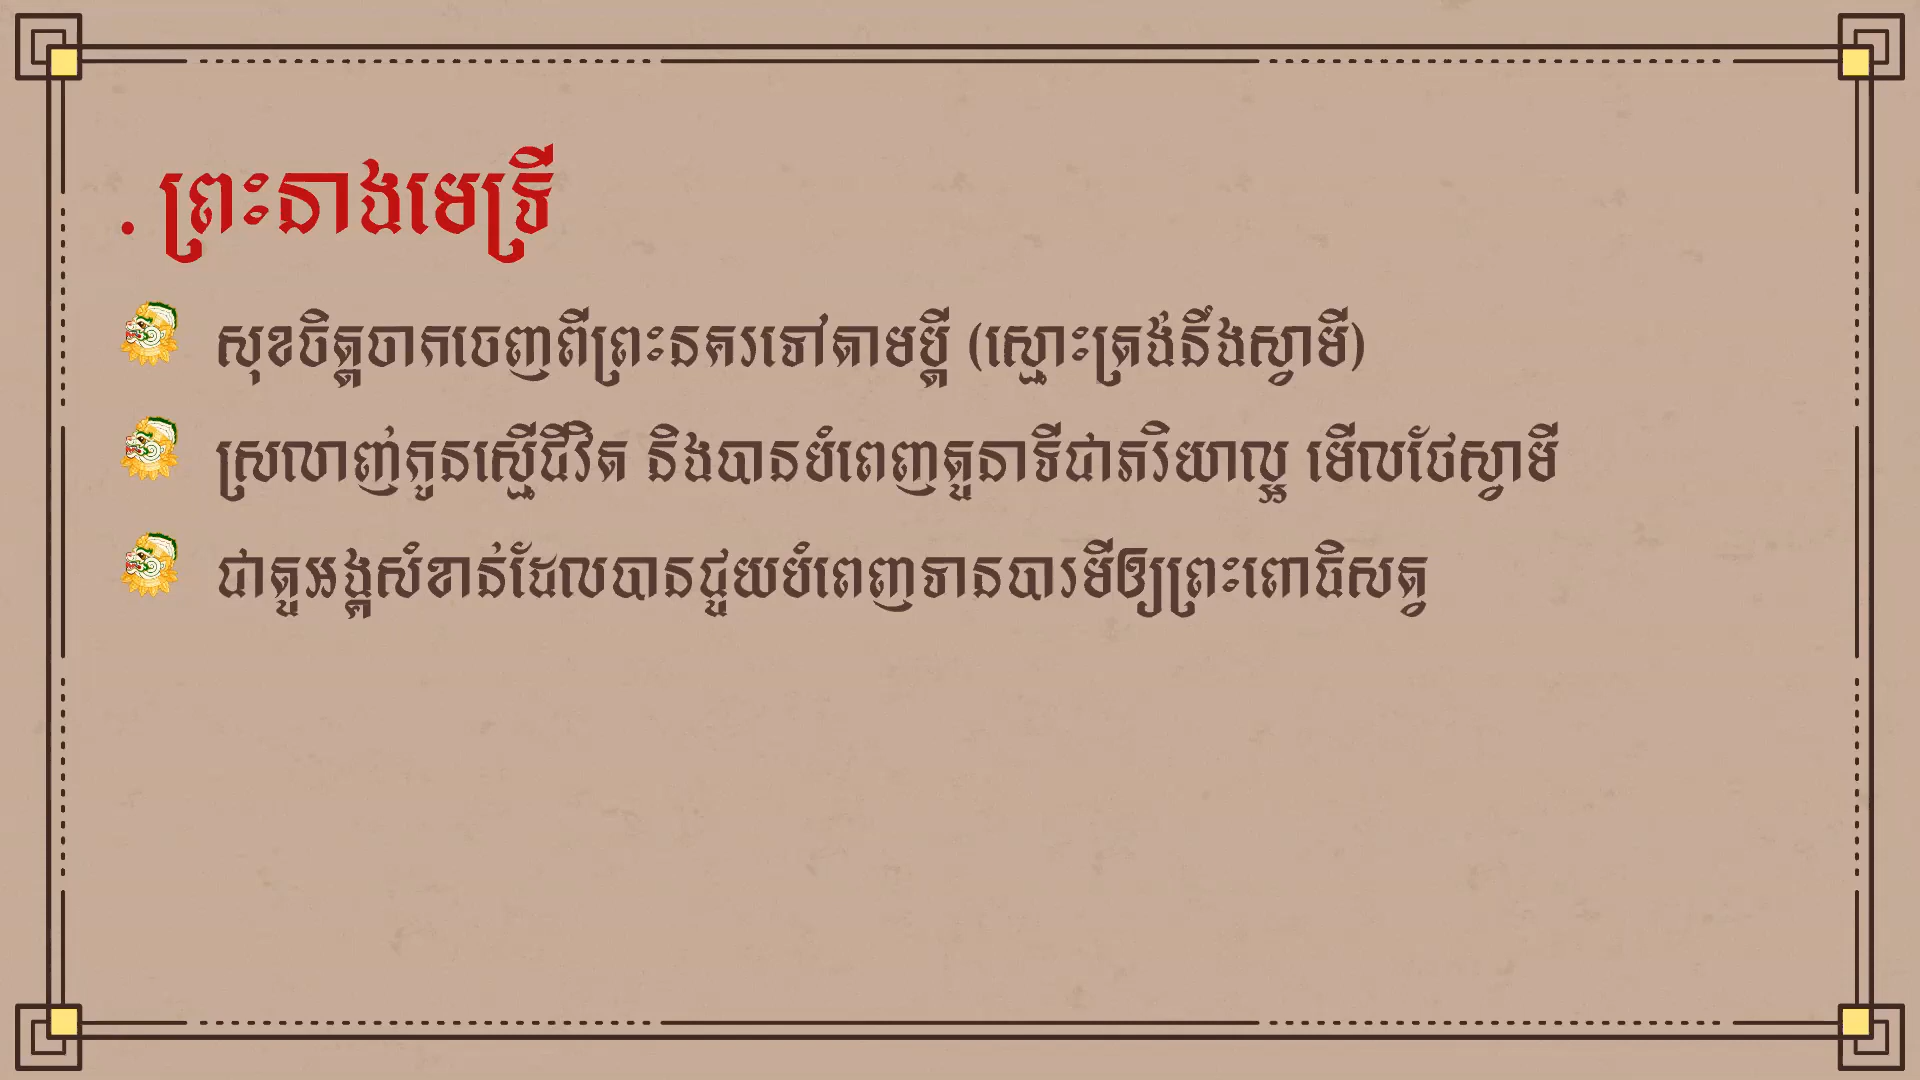 . ព្រះនាងមេទ្រី
សុខចិត្តចាកចេញពីព្រះនគរទៅតាមប្តី (ស្មោះត្រង់នឹងស្វាមី)
ស្រលាញ់កូនស្មើជីវិត និងបានបំពេញតួនាទីជាភរិយាល្អ មើលថែស្វាមី
ជាតួអង្គសំខាន់ដែលបានជួយបំពេញទានបារមីឲ្យព្រះពោធិសត្វ